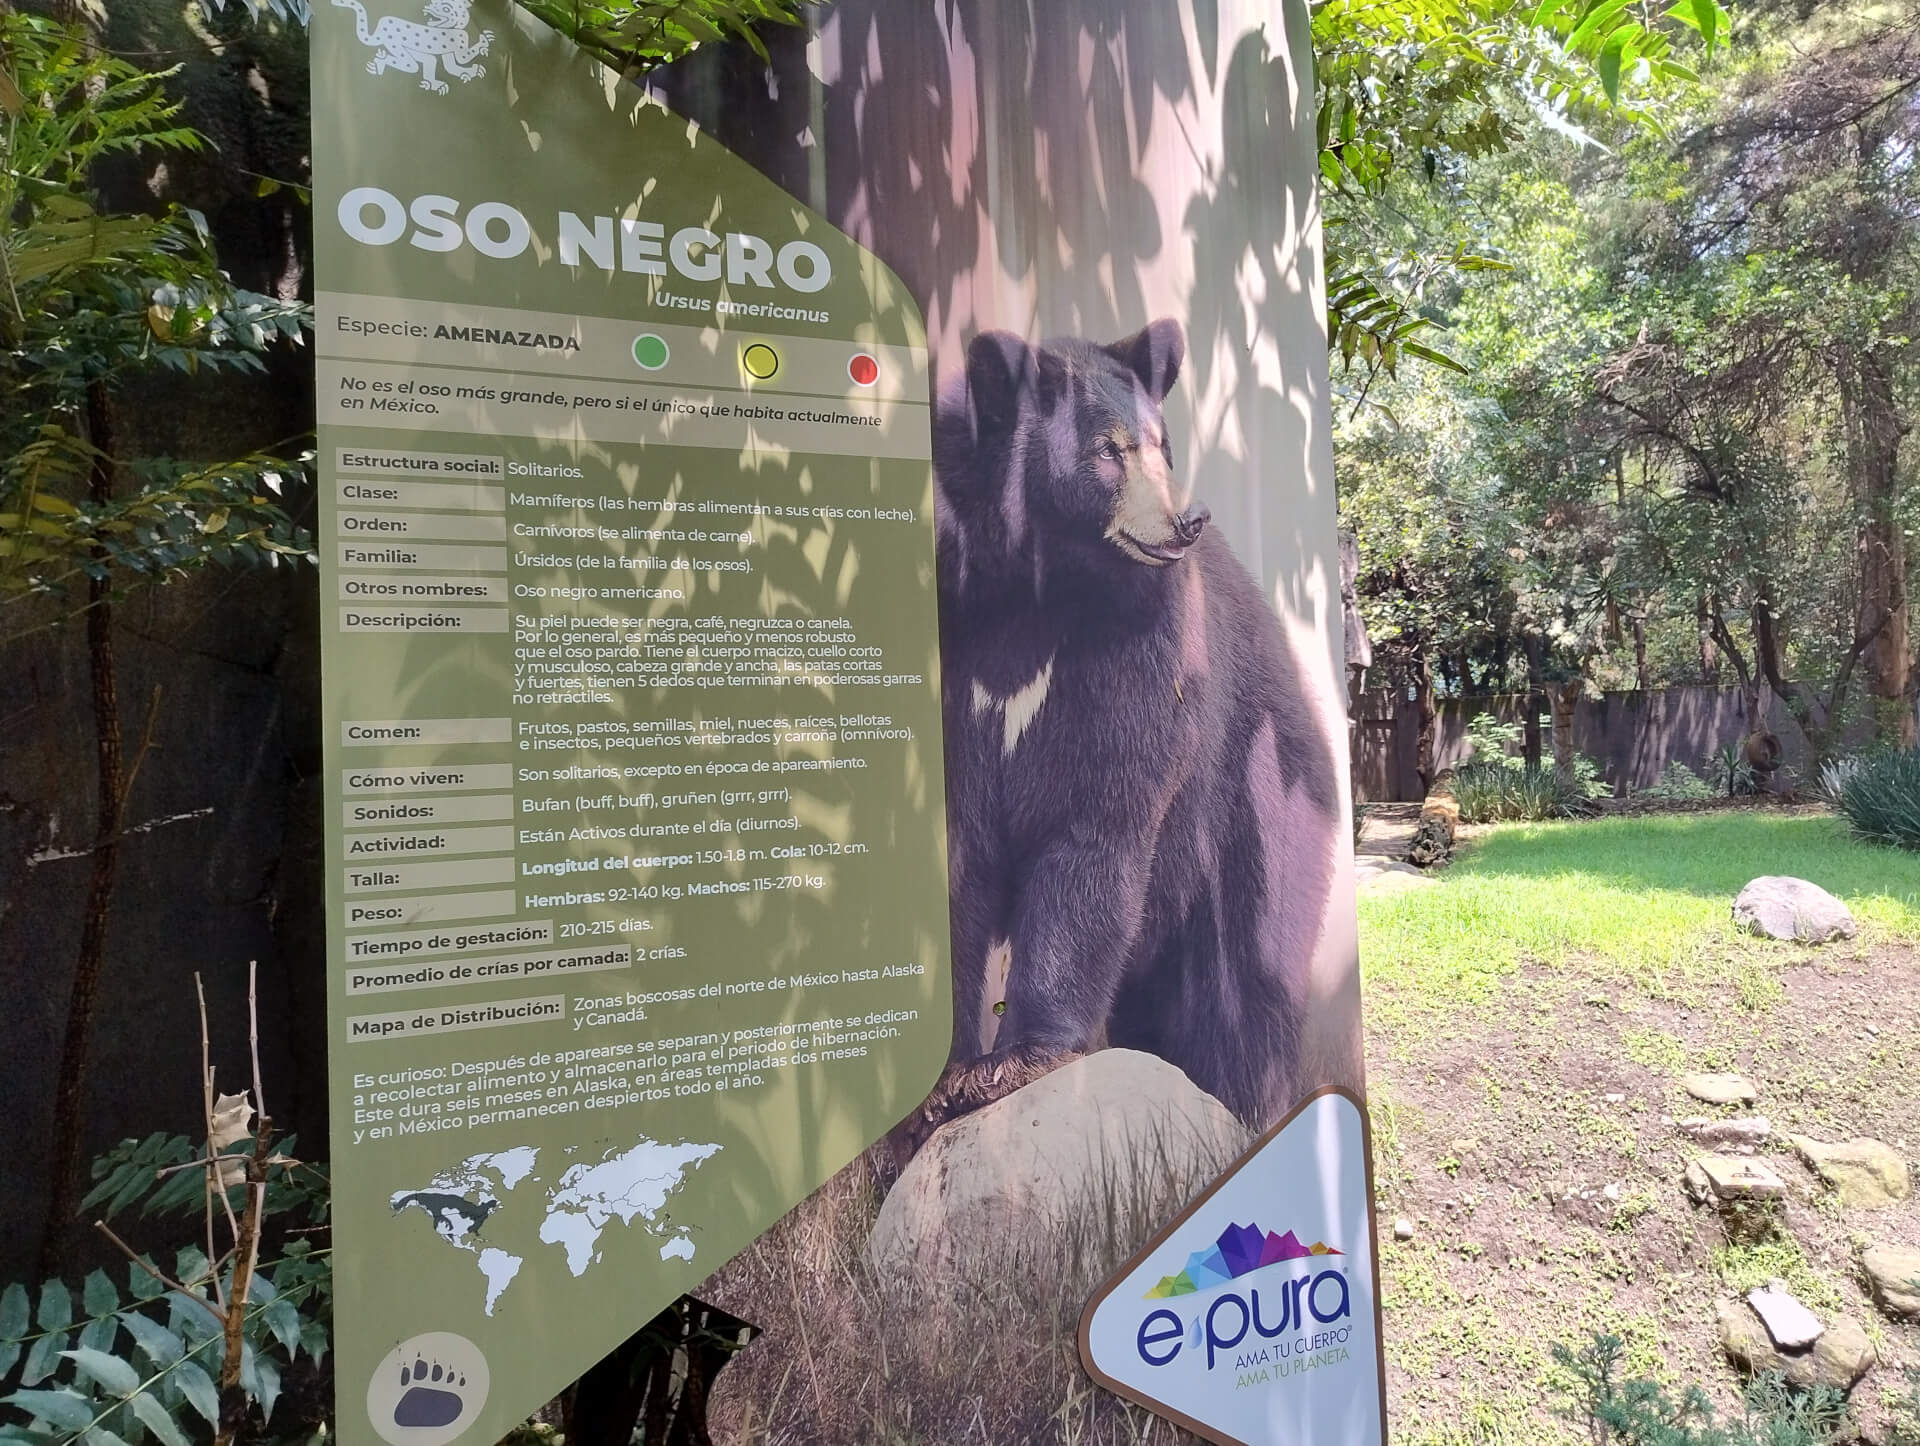 OSO NEGRO
Ursus americanus
Especie: AMENAZADA
No es el oso más grande, pero si el único que habita actualmente
en México.
Estructura social: Solitarios.
Clase: Mamíferos (las hembras alimentan a sus crías con leche).
Orden: Carnívoros (se alimenta de carne).
Familia: Úrsidos (de la familia de los osos).
Otros nombres: Oso negro americano.
Descripción: Su piel puede ser negra, café, negruzca o canela.
Por lo general, es más pequeño y menos robusto
que el oso pardo. Tiene el cuerpo macizo, cuello corto
y musculoso, cabeza grande y ancha, las patas cortas
y fuertes, tienen 5 dedos que terminan en poderosas garras
no retráctiles.
Comen: Frutos, pastos, semillas, miel, nueces, raíces, bellotas
e insectos, pequeños vertebrados y carroña (omnívoro).
Cómo viven: Son solitarios, excepto en época de apareamiento.
Sonidos: Bufan (buff, buff), gruñen (grrr, grrr).
Actividad: Están Activos durante el día (diurnos).
Talla: Longitud del cuerpo: 1.50-1.8 m. Cola: 10-12 cm.
Peso: Hembras: 92-140 kg. Machos: 115-270 kg.
Tiempo de gestación: 210-215 días.
Promedio de crías por camada: 2 crías.
Mapa de Distribución: Zonas boscosas del norte de México hasta Alaska
y Canadá.
Es curioso: Después de aparearse se separan y posteriormente se dedican
a recolectar alimento y almacenarlo para el periodo de hibernación.
Este dura seis meses en Alaska, en áreas templadas dos meses
y en México permanecen despiertos todo el año.
e·pura®
AMA TU CUERPO®
AMA TU PLANETA